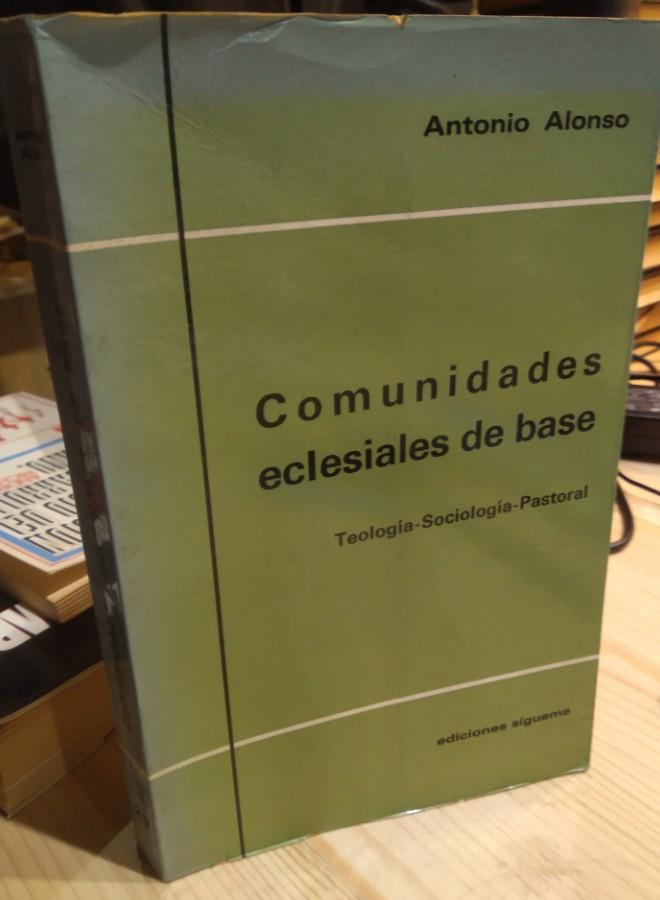 Antonio Alonso
Comunidades
eclesiales de base
Teología-Sociología-Pastoral
ediciones sígueme